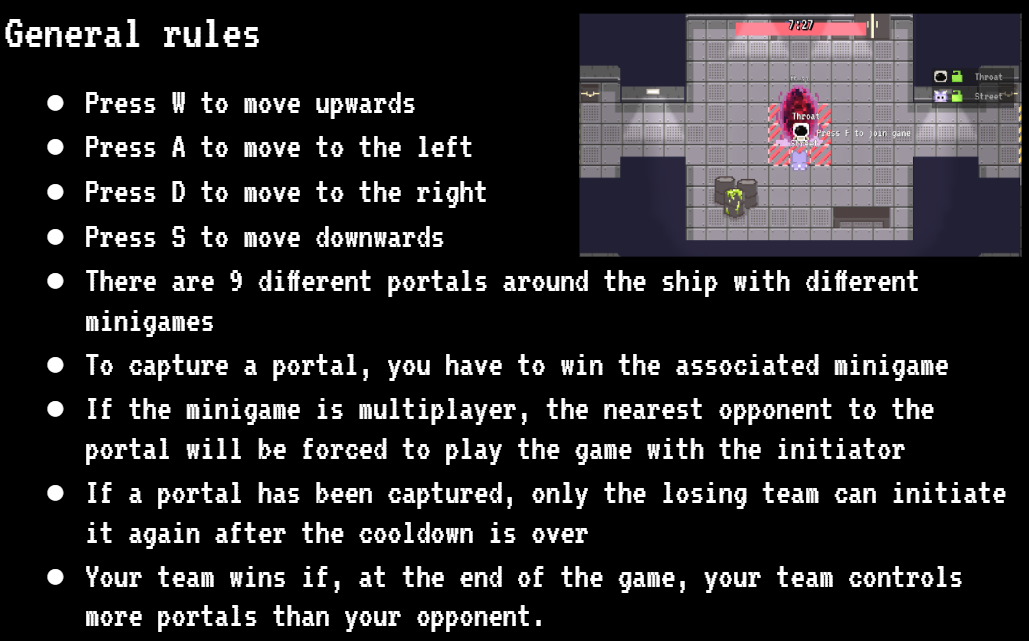 General rules
7:27
Throat
Street
Throat
Press F to join game
● Press W to move upwards
● Press A to move to the left
● Press D to move to the right
● Press S to move downwards
● There are 9 different portals around the ship with different
minigames
● To capture a portal, you have to win the associated minigame
● If the minigame is multiplayer, the nearest opponent to the
portal will be forced to play the game with the initiator
● If a portal has been captured, only the losing team can initiate
it again after the cooldown is over
● Your team wins if, at the end of the game, your team controls
more portals than your opponent.